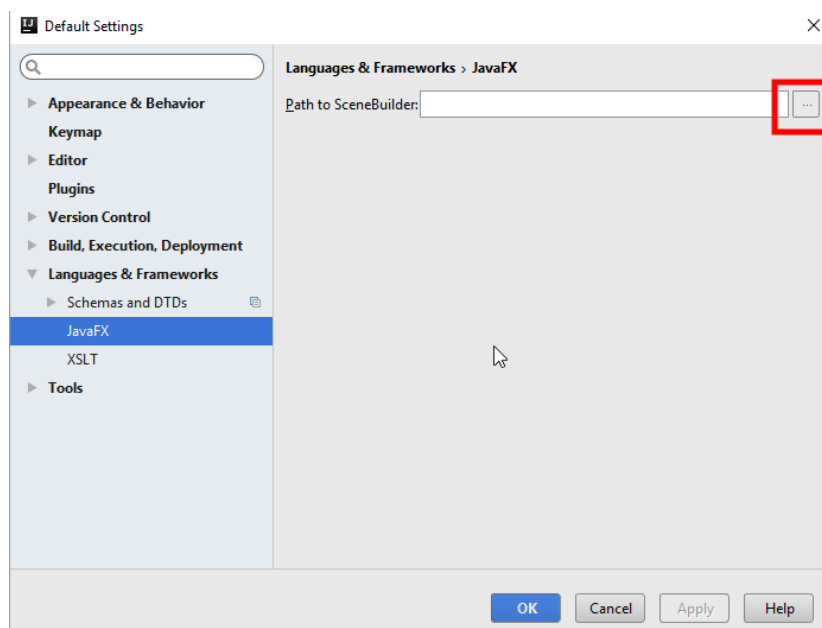 Default Settings
Languages & Frameworks › JavaFX
Path to SceneBuilder:
...
Appearance & Behavior
Keymap
Editor
Plugins
Version Control
Build, Execution, Deployment
Languages & Frameworks
Schemas and DTDs
JavaFX
XSLT
Tools
OK
Cancel
Apply
Help